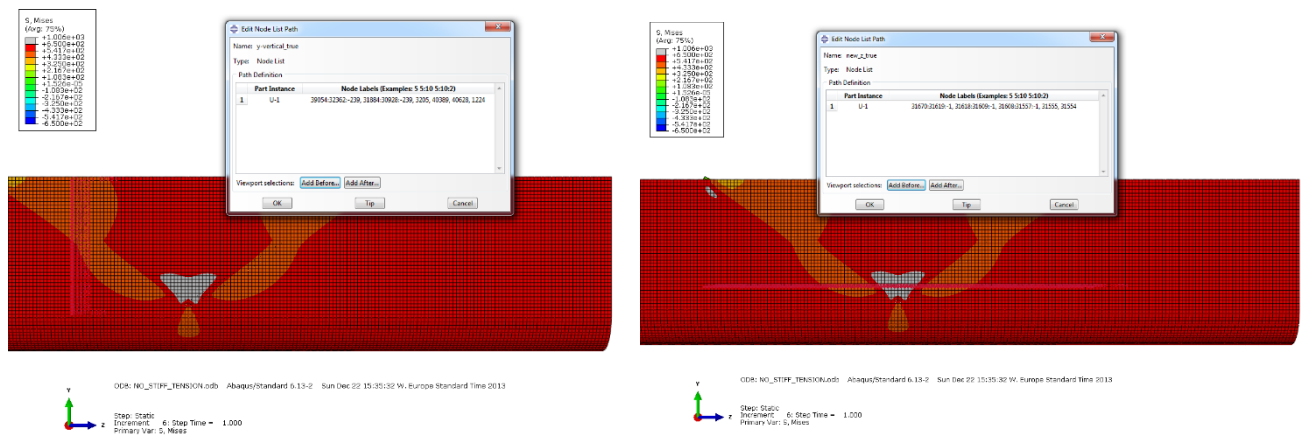 S, Mises
(Avg: 75%)
+1.006e+03
+6.500e+02
+5.417e+02
+4.333e+02
+3.250e+02
+2.167e+02
+1.083e+02
+1.526e-05
-1.083e+02
-2.167e+02
-3.250e+02
-4.333e+02
-5.417e+02
-6.500e+02
Edit Node List Path
Name: y-vertical_true
Type: Node List
Path Definition
Part Instance Node Labels (Examples: 5 5:10 5:10:2)
1 U-1 39054:32362:-239, 31884:30928:-239, 3205, 40389, 40628, 1224
Viewport selections: Add Before... Add After...
OK Tip Cancel
ODB: NO_STIFF_TENSION.odb Abaqus/Standard 6.13-2 Sun Dec 22 15:35:32 W. Europe Standard Time 2013
Y
Z
Step: Static
Increment 6: Step Time = 1.000
Primary Var: S, Mises
S, Mises
(Avg: 75%)
+1.006e+03
+6.500e+02
+5.417e+02
+4.333e+02
+3.250e+02
+2.167e+02
+1.083e+02
+1.526e-05
-1.083e+02
-2.167e+02
-3.250e+02
-4.333e+02
-5.417e+02
-6.500e+02
Edit Node List Path
Name: new_z_true
Type: Node List
Path Definition
Part Instance Node Labels (Examples: 5 5:10 5:10:2)
1 U-1 31670:31619:-1, 31618:31609:-1, 31608:31557:-1, 31555, 31554
Viewport selections: Add Before... Add After...
OK Tip Cancel
ODB: NO_STIFF_TENSION.odb Abaqus/Standard 6.13-2 Sun Dec 22 15:35:32 W. Europe Standard Time 2013
Y
Z
Step: Static
Increment 6: Step Time = 1.000
Primary Var: S, Mises